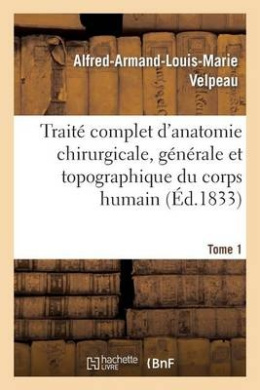 Alfred-Armand-Louis-Marie
Velpeau
Traité complet d'anatomie chirurgicale,
générale et topographique du corps
humain (Éd.1833)
Tome 1
hachette
LIVRE
{BnF